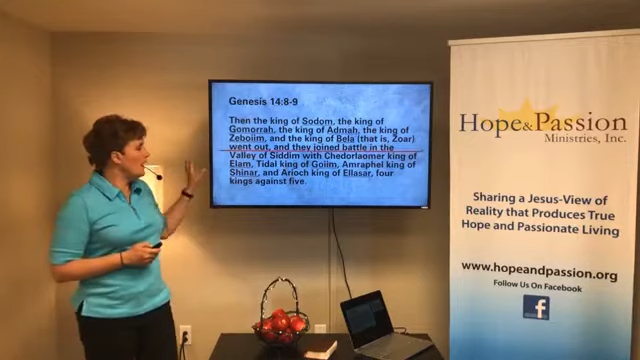 Genesis 14:8-9
Then the king of Sodom, the king of
Gomorrah, the king of Admah, the king of
Zeboiim, and the king of Bela (that is, Zoar)
went out, and they joined battle in the
Valley of Siddim with Chedorlaomer king of
Elam, Tidal king of Goiim, Amraphel king of
Shinar, and Arioch king of Ellasar, four
kings against five.
Hope&Passion
Ministries, Inc.
Sharing a Jesus-View of
Reality that Produces True
Hope and Passionate Living
www.hopeandpassion.org
Follow Us On Facebook
f